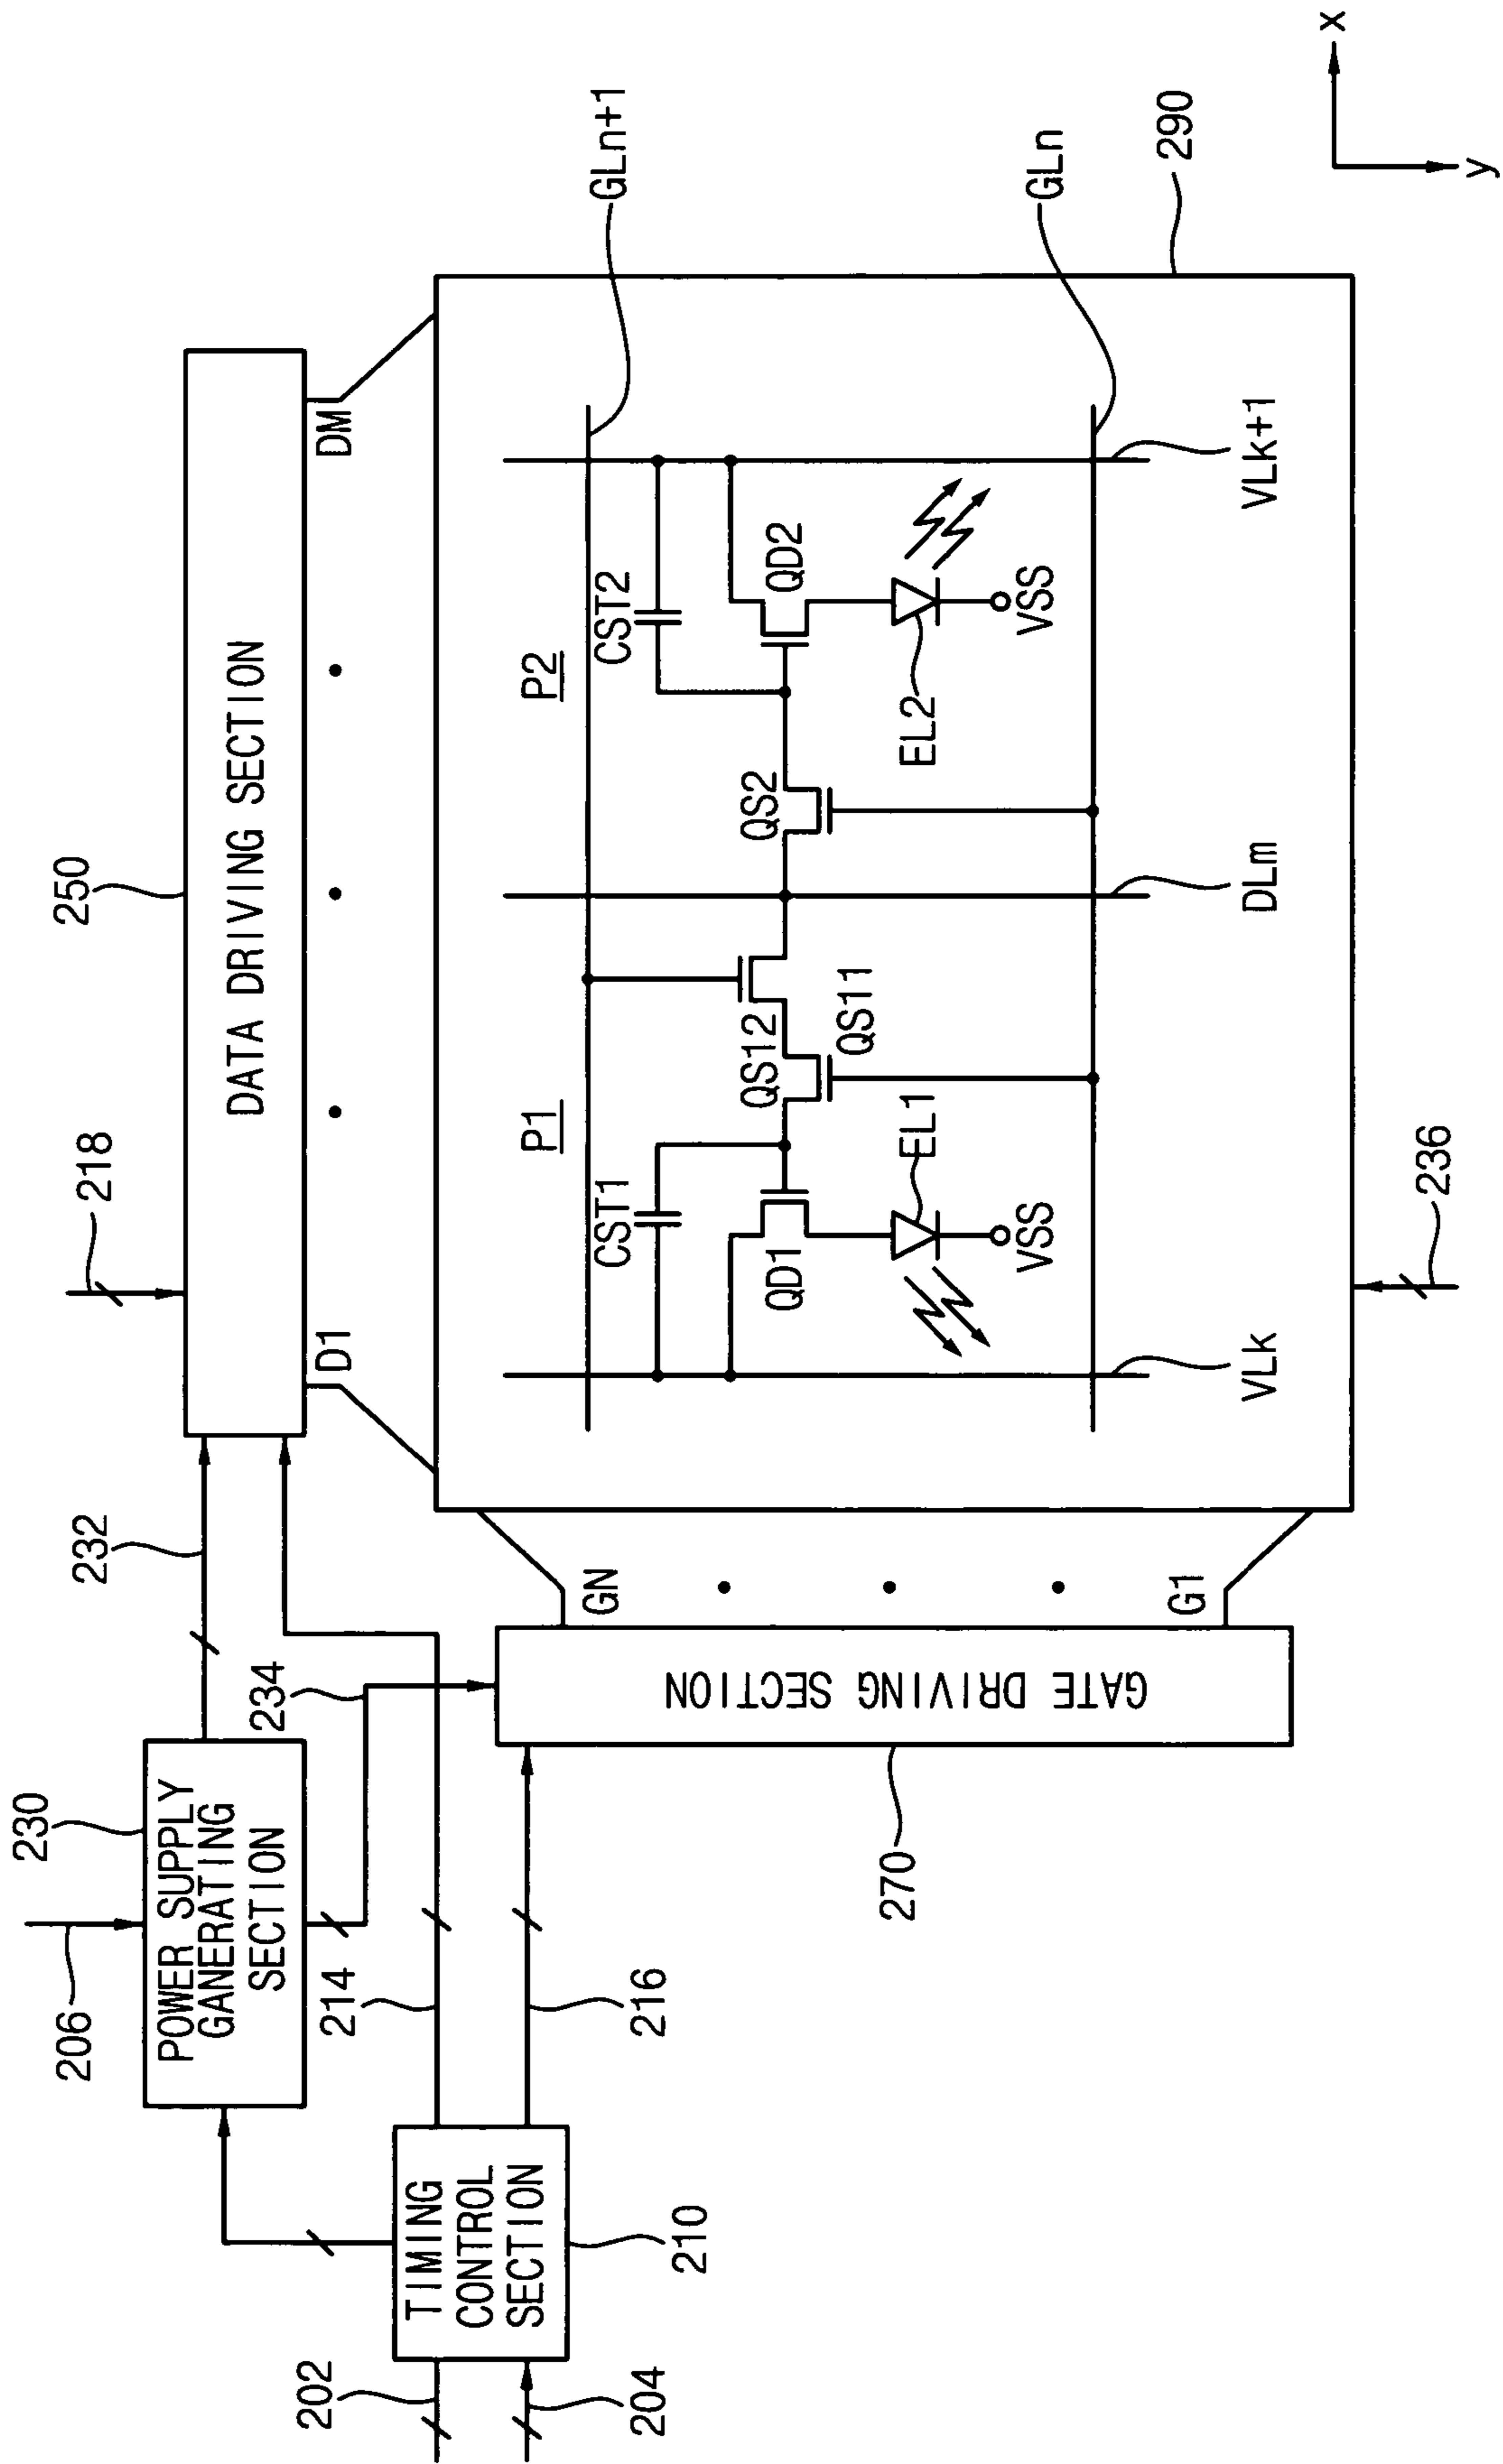 206
230
POWER SUPPLY
GANERATING
SECTION
232
218
250
DATA DRIVING SECTION
D1
DM
234
214
216
202
204
TIMING
CONTROL
SECTION
210
GATE DRIVING SECTION
270
GN
G1
GLn+1
GLn
290
P1
P2
CST1
CST2
QS12
QS11
QS2
QD1
QD2
EL1
EL2
VSS
VSS
VLk
DLm
VLk+1
236
x
y